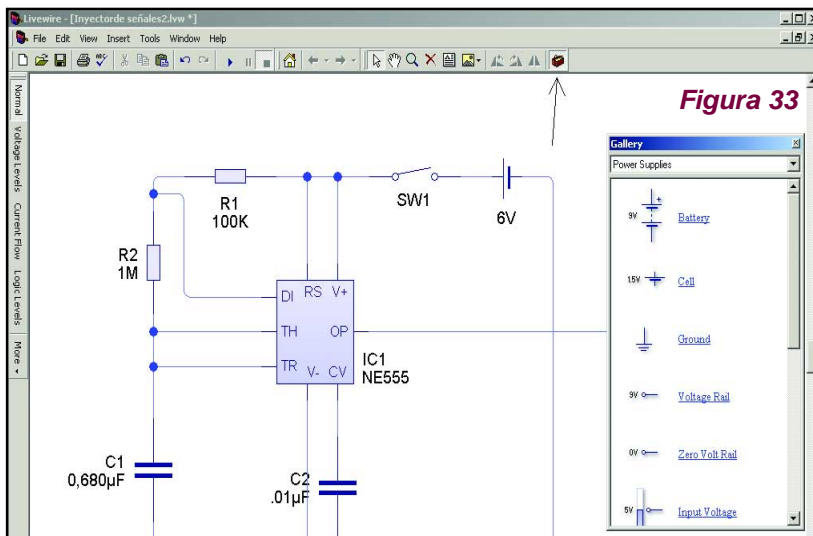 Livewire - [Inyectorde señales2.lvw *]
File Edit View Insert Tools Window Help
Figura 33
Normal
Voltage Levels
Current Flow
Logic Levels
More
R1
100K
SW1
6V
R2
1M
DI
RS
V+
TH
OP
TR
V-
CV
IC1
NE555
C1
0,680µF
C2
.01µF
Gallery
Power Supplies
9V Battery
1.5V Cell
Ground
9V Voltage Rail
0V Zero Volt Rail
5V Input Voltage